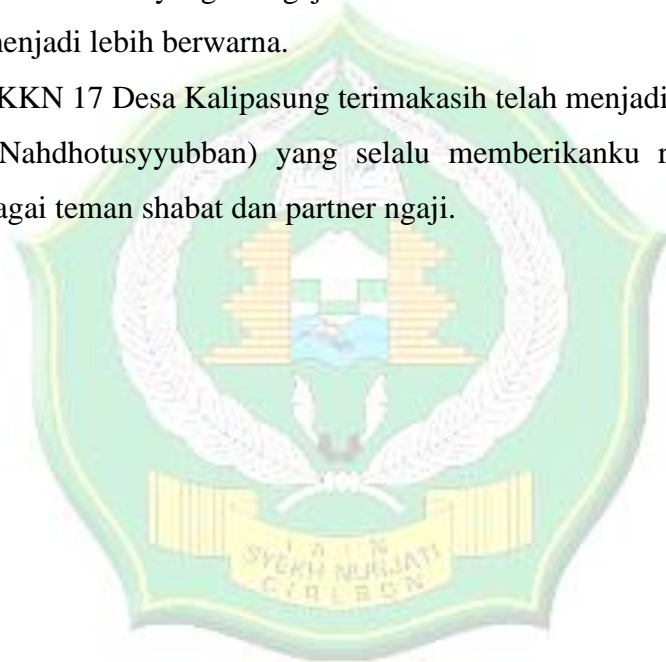 menjadi lebih berwarna.
KKN 17 Desa Kalipasung terimakasih telah menjadi
Nahdhotusyyubban) yang selalu memberikanku
agai teman shabat dan partner ngaji.
I A I N
SYEKH NURJATI
CIREBON